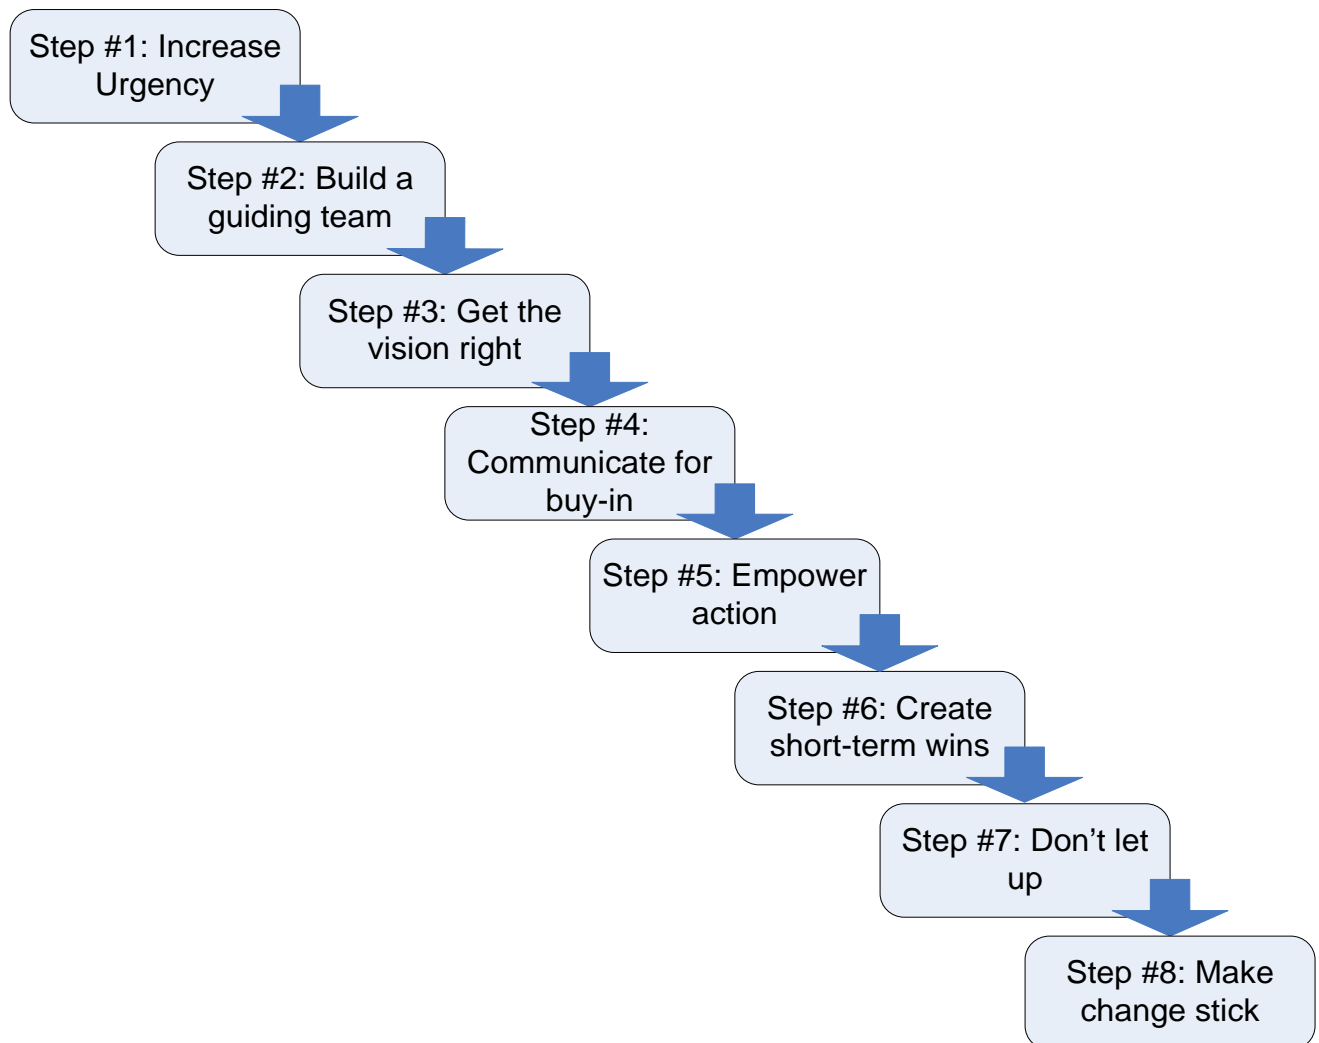 Step #1: Increase
Urgency
Step #2: Build a
guiding team
Step #3: Get the
vision right
Step #4:
Communicate for
buy-in
Step #5: Empower
action
Step #6: Create
short-term wins
Step #7: Don’t let
up
Step #8: Make
change stick